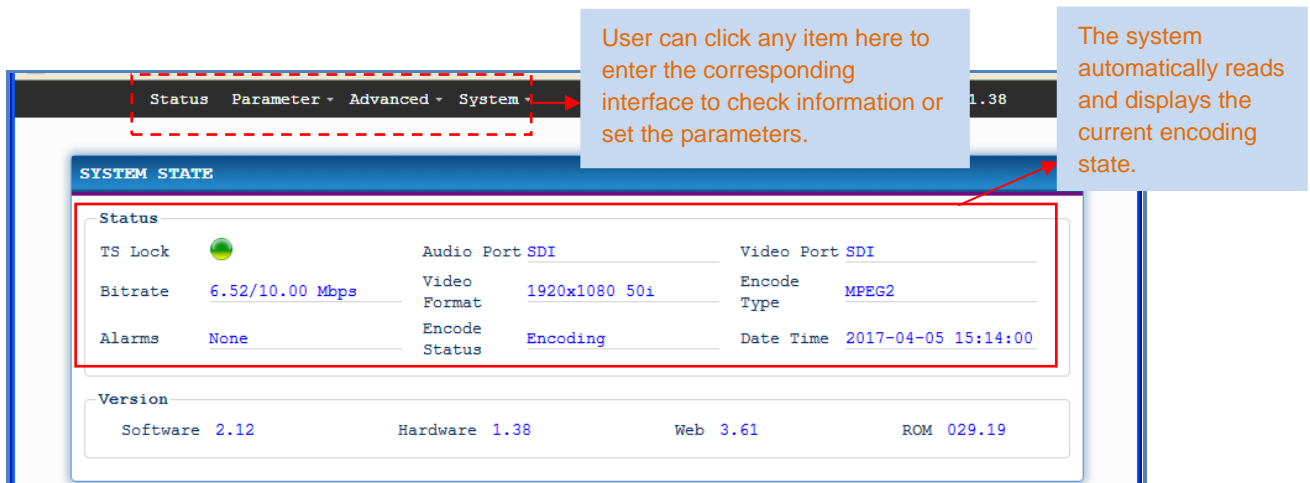 User can click any item here to
enter the corresponding
interface to check information or
set the parameters.
The system
automatically reads
and displays the
current encoding
state.
Status Parameter Advanced System 1.38
SYSTEM STATE
Status
TS Lock Audio Port SDI Video Port SDI
Bitrate 6.52/10.00 Mbps Video Format 1920x1080 50i Encode Type MPEG2
Alarms None Encode Status Encoding Date Time 2017-04-05 15:14:00
Version
Software 2.12 Hardware 1.38 Web 3.61 ROM 029.19